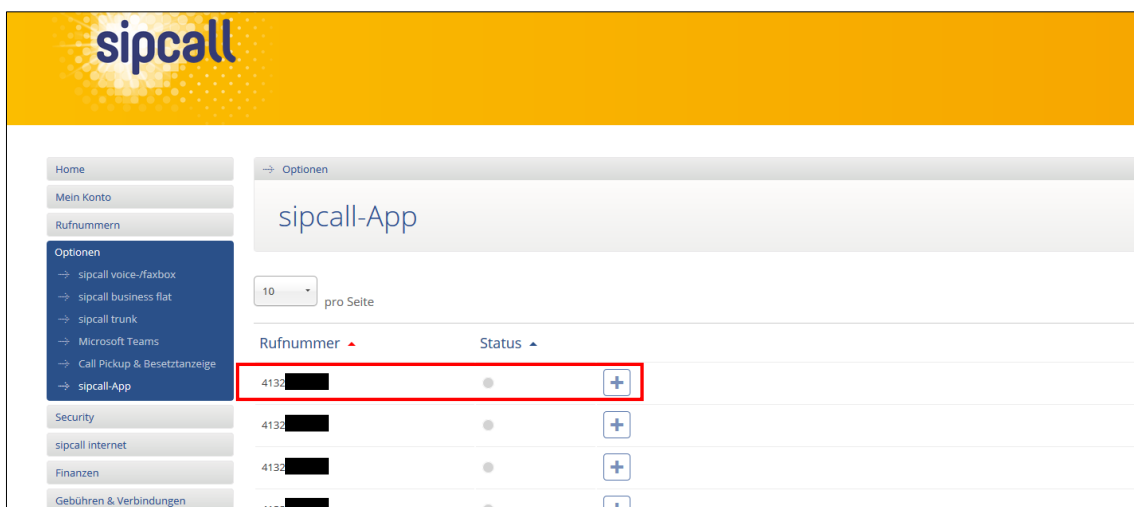 sipcall
Home
Mein Konto
Rufnummern
Optionen
sipcall voice-/faxbox
sipcall business flat
sipcall trunk
Microsoft Teams
Call Pickup & Besetztanzeige
sipcall-App
Security
sipcall internet
Finanzen
Gebühren & Verbindungen
Optionen
sipcall-App
10 pro Seite
Rufnummer Status
4132
4132
4132